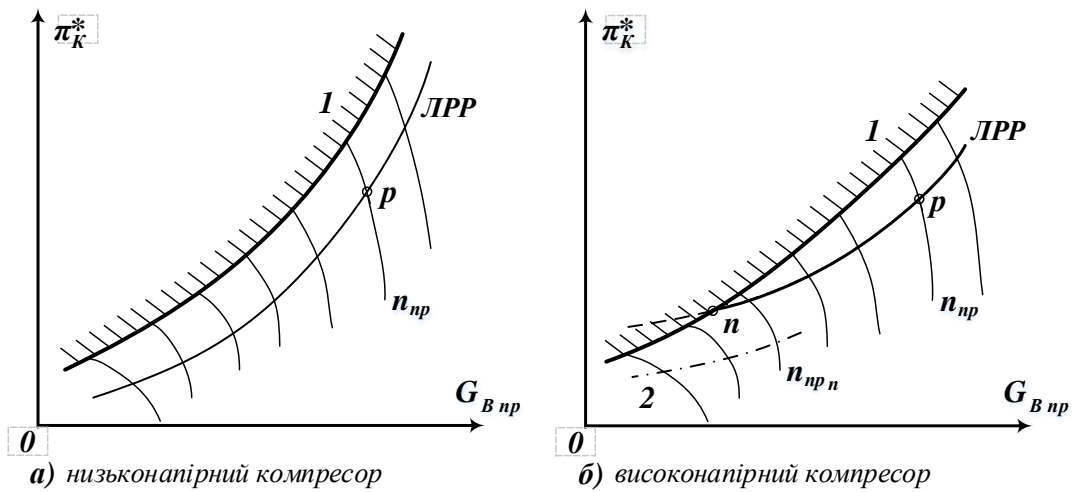 π*К
1
ЛРР
р
nпр
GВ пр
0
а) низьконапірний компресор
π*К
1
ЛРР
р
п
nпр
nпр п
2
GВ пр
0
б) високонапірний компресор